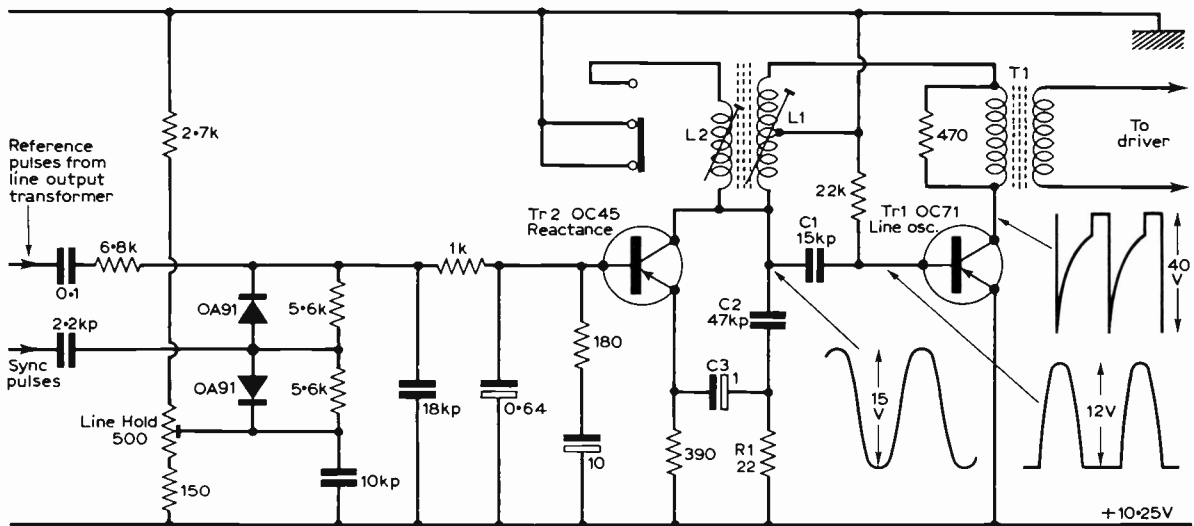 2·7k
Reference
pulses from
line output
transformer
6·8k
0·1
2·2kp
Sync
pulses
OA91
OA91
5·6k
5·6k
Line Hold
500
150
10kp
18kp
1k
0·64
180
10
Tr2 OC45
Reactance
390
C3
1
R1
22
C2
47kp
L2
L1
C1
15kp
22k
Tr1 OC71
Line osc.
470
T1
To
driver
40
V
15
V
12V
+10·25V